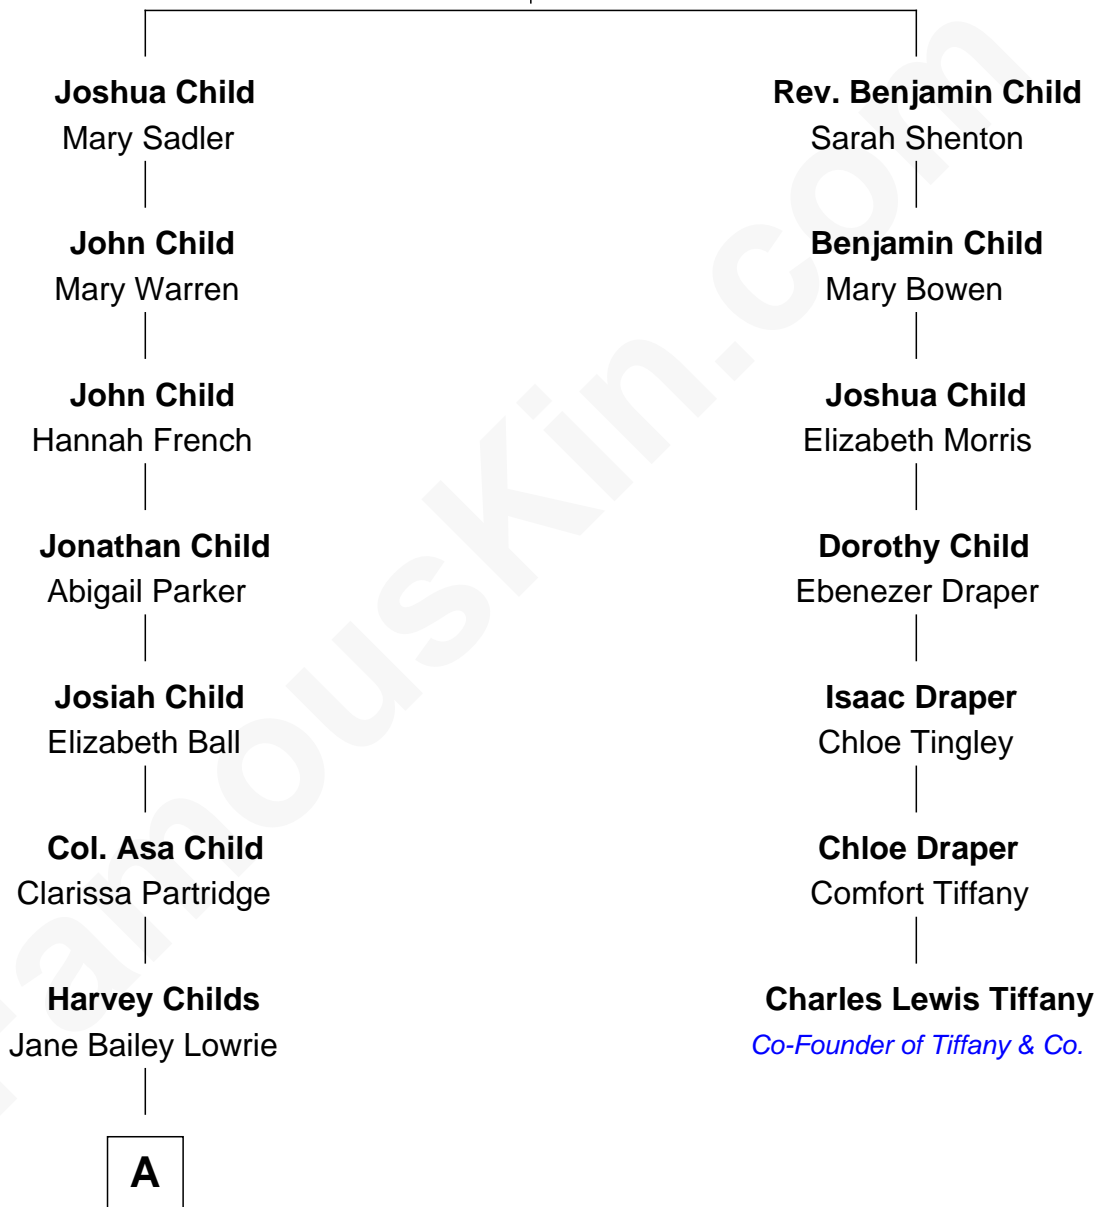 Joshua Child
Mary Sadler
John Child
Mary Warren
John Child
Hannah French
Jonathan Child
Abigail Parker
Josiah Child
Elizabeth Ball
Col. Asa Child
Clarissa Partridge
Harvey Childs
Jane Bailey Lowrie
A
Rev. Benjamin Child
Sarah Shenton
Benjamin Child
Mary Bowen
Joshua Child
Elizabeth Morris
Dorothy Child
Ebenezer Draper
Isaac Draper
Chloe Tingley
Chloe Draper
Comfort Tiffany
Charles Lewis Tiffany
Co-Founder of Tiffany & Co.
FamousKin.com